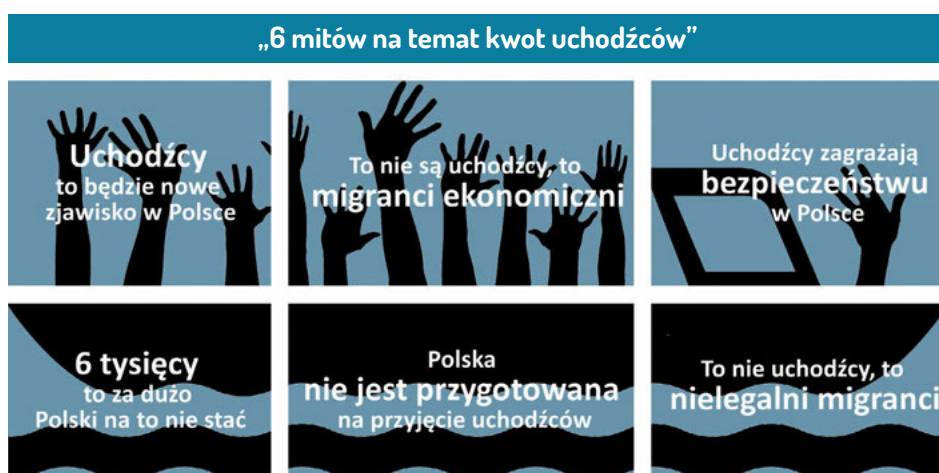 „6 mitów na temat kwot uchodźców”
Uchodźcy
to będzie nowe
zjawisko w Polsce
To nie są uchodźcy, to
migranci ekonomiczni
Uchodźcy zagrażają
bezpieczeństwu
w Polsce
6 tysięcy
to za dużo
Polski na to nie stać
Polska
nie jest przygotowana
na przyjęcie uchodźców
To nie uchodźcy, to
nielegalni migranci